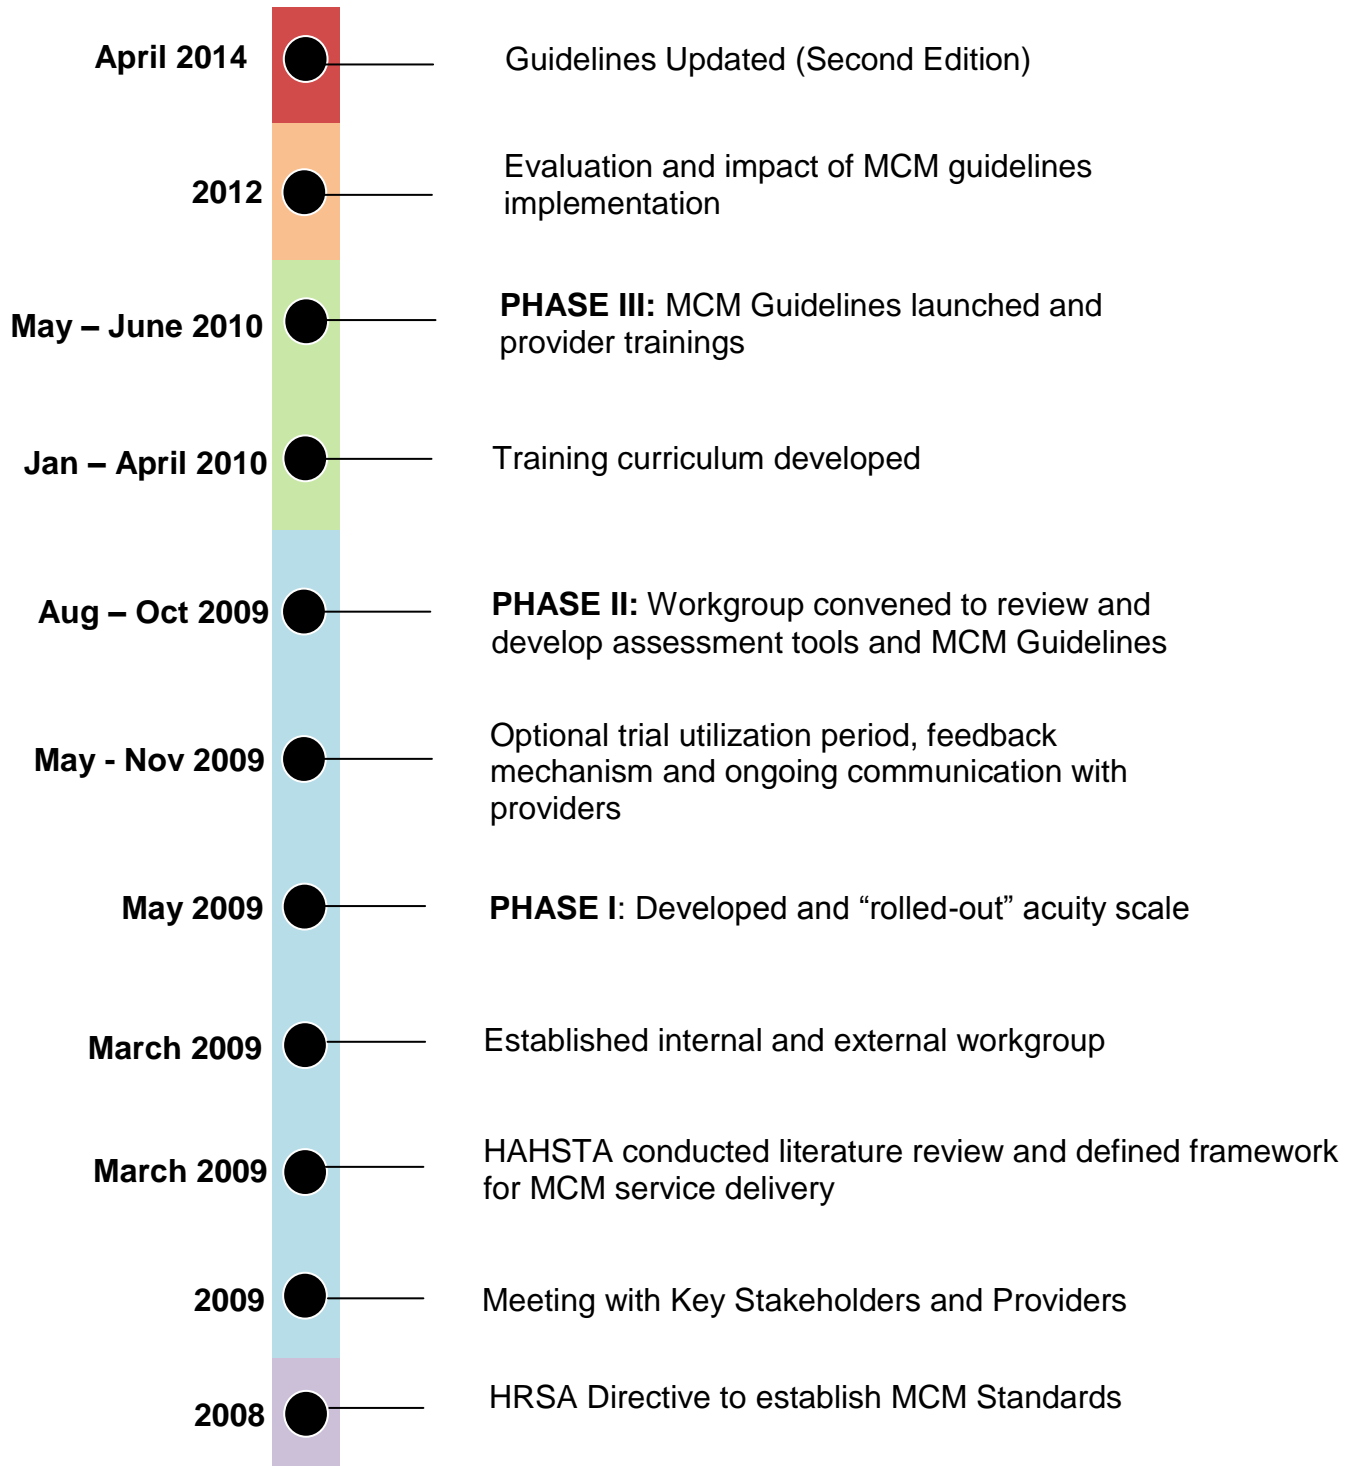 April 2014
Guidelines Updated (Second Edition)
2012
Evaluation and impact of MCM guidelines
implementation
May – June 2010
PHASE III: MCM Guidelines launched and
provider trainings
Jan – April 2010
Training curriculum developed
Aug – Oct 2009
PHASE II: Workgroup convened to review and
develop assessment tools and MCM Guidelines
May - Nov 2009
Optional trial utilization period, feedback
mechanism and ongoing communication with
providers
May 2009
PHASE I: Developed and “rolled-out” acuity scale
March 2009
Established internal and external workgroup
March 2009
HAHSTA conducted literature review and defined framework
for MCM service delivery
2009
Meeting with Key Stakeholders and Providers
2008
HRSA Directive to establish MCM Standards